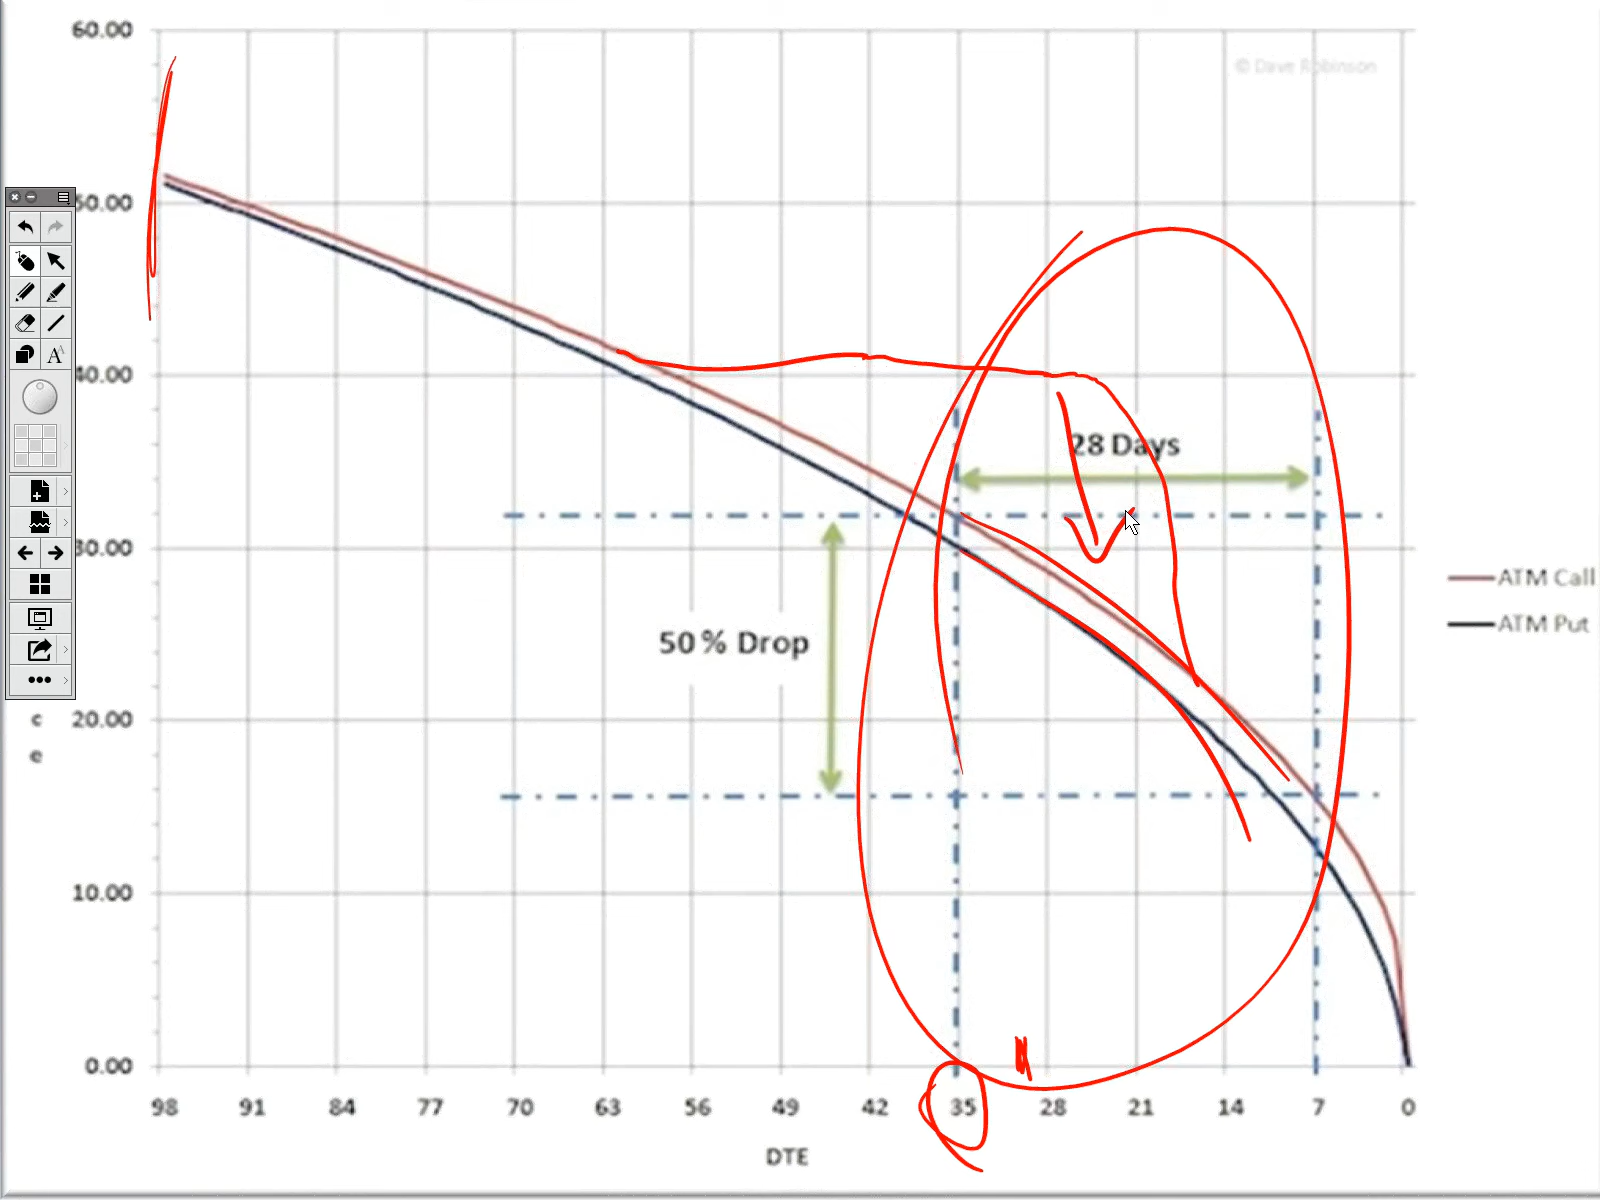 60.00
© Dave Robinson
50.00
40.00
28 Days
30.00
ATM Call
ATM Put
50% Drop
20.00
c
e
10.00
0.00
98 91 84 77 70 63 56 49 42 35 28 21 14 7 0
DTE
A